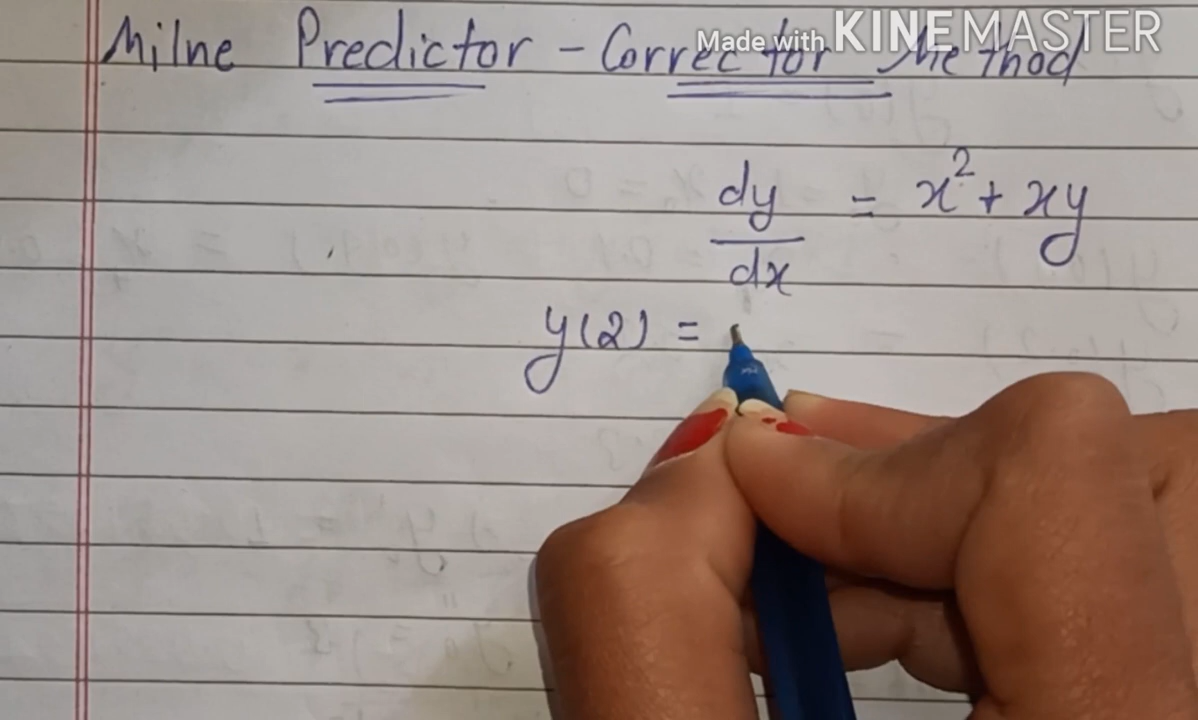 Milne Predictor - Corrector Method
Made with KINEMASTER
dy/dx = x² + xy
y(2) =